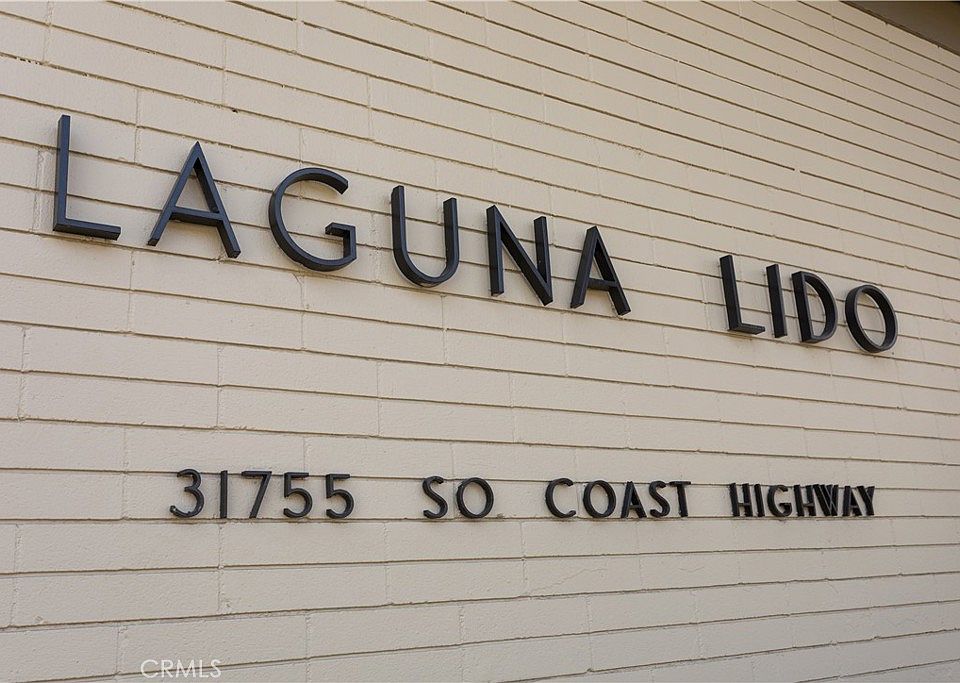 LAGUNA LIDO
31755 SO COAST HIGHWAY
CRMLS